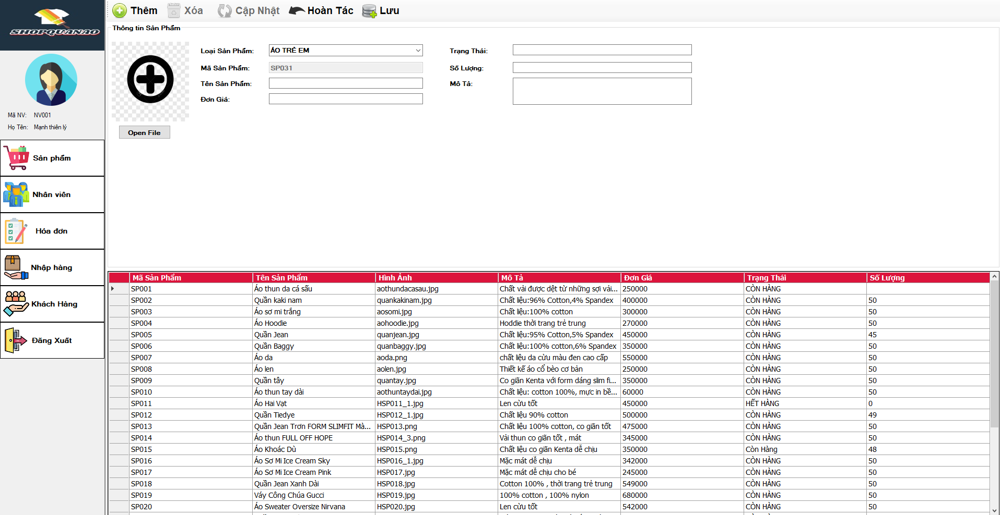 SHOPQUANAO
Thêm Xóa Cập Nhật Hoàn Tác Lưu
Mã NV: NV001
Họ Tên: Mạnh thiên lý
Sản phẩm
Nhân viên
Hóa đơn
Nhập hàng
Khách Hàng
Đăng Xuất
Thông tin Sản Phẩm
Open File
Loại Sản Phẩm: ÁO TRẺ EM
Mã Sản Phẩm: SP031
Tên Sản Phẩm:
Đơn Giá:
Trạng Thái:
Số Lượng:
Mô Tả:
Mã Sản Phẩm Tên Sản Phẩm Hình Ảnh Mô Tả Đơn Giá Trạng Thái Số Lượng
SP001 Áo thun da cá sấu aothundacasau.jpg Chất vải được dệt từ những sợi vải... 250000 CÒN HÀNG
SP002 Quần kaki nam quankakinam.jpg Chất liệu:96% Cotton,4% Spandex 400000 CÒN HÀNG 50
SP003 Áo sơ mi trắng aosomi.jpg Chất liệu:100% cotton 300000 CÒN HÀNG 50
SP004 Áo Hoodie aohoodie.jpg Hoddie thời trang trẻ trung 270000 CÒN HÀNG 50
SP005 Quần Jean quanjean.jpg Chất liệu:95% Cotton,5% Spandex 450000 CÒN HÀNG 45
SP006 Quần Baggy quanbaggy.jpg Chất liệu:100% cotton,6% Spandex 350000 CÒN HÀNG 50
SP007 Áo da aoda.png chất liệu da cừu màu đen cao cấp 550000 CÒN HÀNG 50
SP008 Áo len aolen.jpg Thiết kế áo cổ bèo cơ bản 250000 CÒN HÀNG 50
SP009 Quần tây quantay.jpg Co giãn Kenta với form dáng slim fi... 350000 CÒN HÀNG 50
SP010 Áo thun tay dài aothuntaydai.jpg Chất liệu: cotton 100%, mực in bề... 60000 CÒN HÀNG 50
SP011 Áo Hai Vạt HSP011_1.jpg Len cừu tốt 450000 HẾT HÀNG 0
SP012 Quần Tiedye HSP012_1.jpg Chất liệu 90% cotton 500000 CÒN HÀNG 49
SP013 Quần Jean Trơn FORM SLIMFIT Mà... HSP013.png Chất liệu 100% cotton, co giãn tốt 475000 CÒN HÀNG 50
SP014 Áo thun FULL OFF HOPE HSP014_3.png Vải thun co giãn tốt , mát 345000 CÒN HÀNG 50
SP015 Áo Khoác Dù HSP015.png Chất liệu co giãn Kenta dễ chịu 350000 Còn Hàng 48
SP016 Áo Sơ Mi Ice Cream Sky HSP016_1.jpg Mặc mát dễ chịu 342000 CÒN HÀNG 50
SP017 Áo Sơ Mi Ice Cream Pink HSP017.jpg Mặc mát dễ chịu cho bé 245000 CÒN HÀNG 50
SP018 Quần Jean Xanh Dài HSP018.jpg Cotton 100% , thời trang trẻ trung 549000 CÒN HÀNG 50
SP019 Váy Công Chúa Gucci HSP019.jpg 100% cotton , 100% nylon 680000 CÒN HÀNG 50
SP020 Áo Sweater Oversize Nirvana HSP020.jpg Len cừu tốt 542000 CÒN HÀNG 50